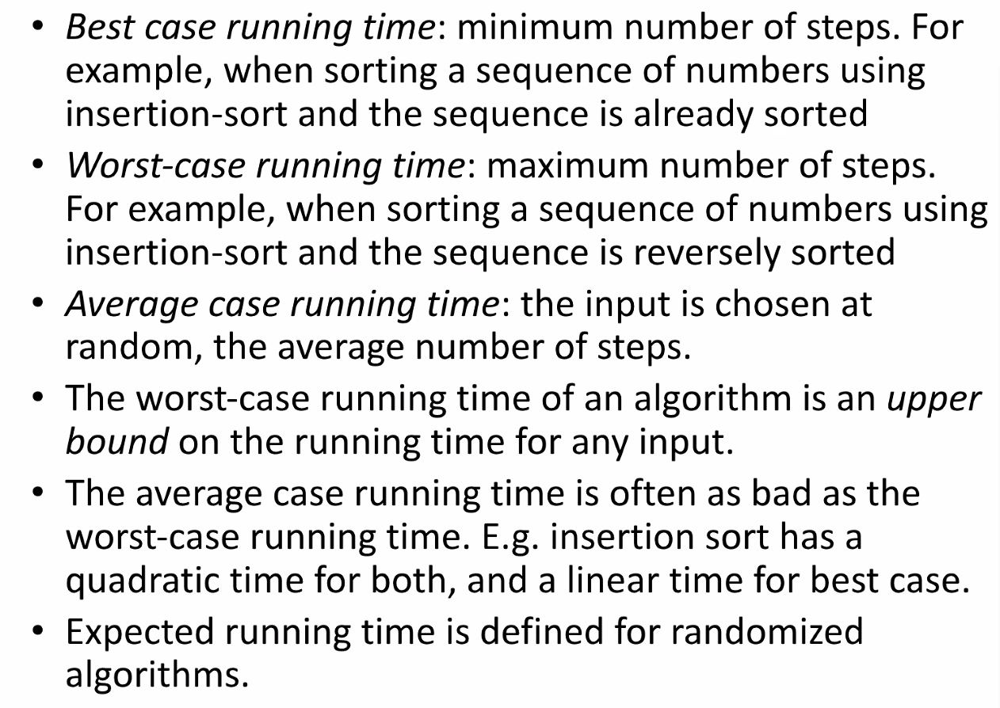 • Best case running time: minimum number of steps. For
example, when sorting a sequence of numbers using
insertion-sort and the sequence is already sorted
• Worst-case running time: maximum number of steps.
For example, when sorting a sequence of numbers using
insertion-sort and the sequence is reversely sorted
• Average case running time: the input is chosen at
random, the average number of steps.
• The worst-case running time of an algorithm is an upper
bound on the running time for any input.
• The average case running time is often as bad as the
worst-case running time. E.g. insertion sort has a
quadratic time for both, and a linear time for best case.
• Expected running time is defined for randomized
algorithms.